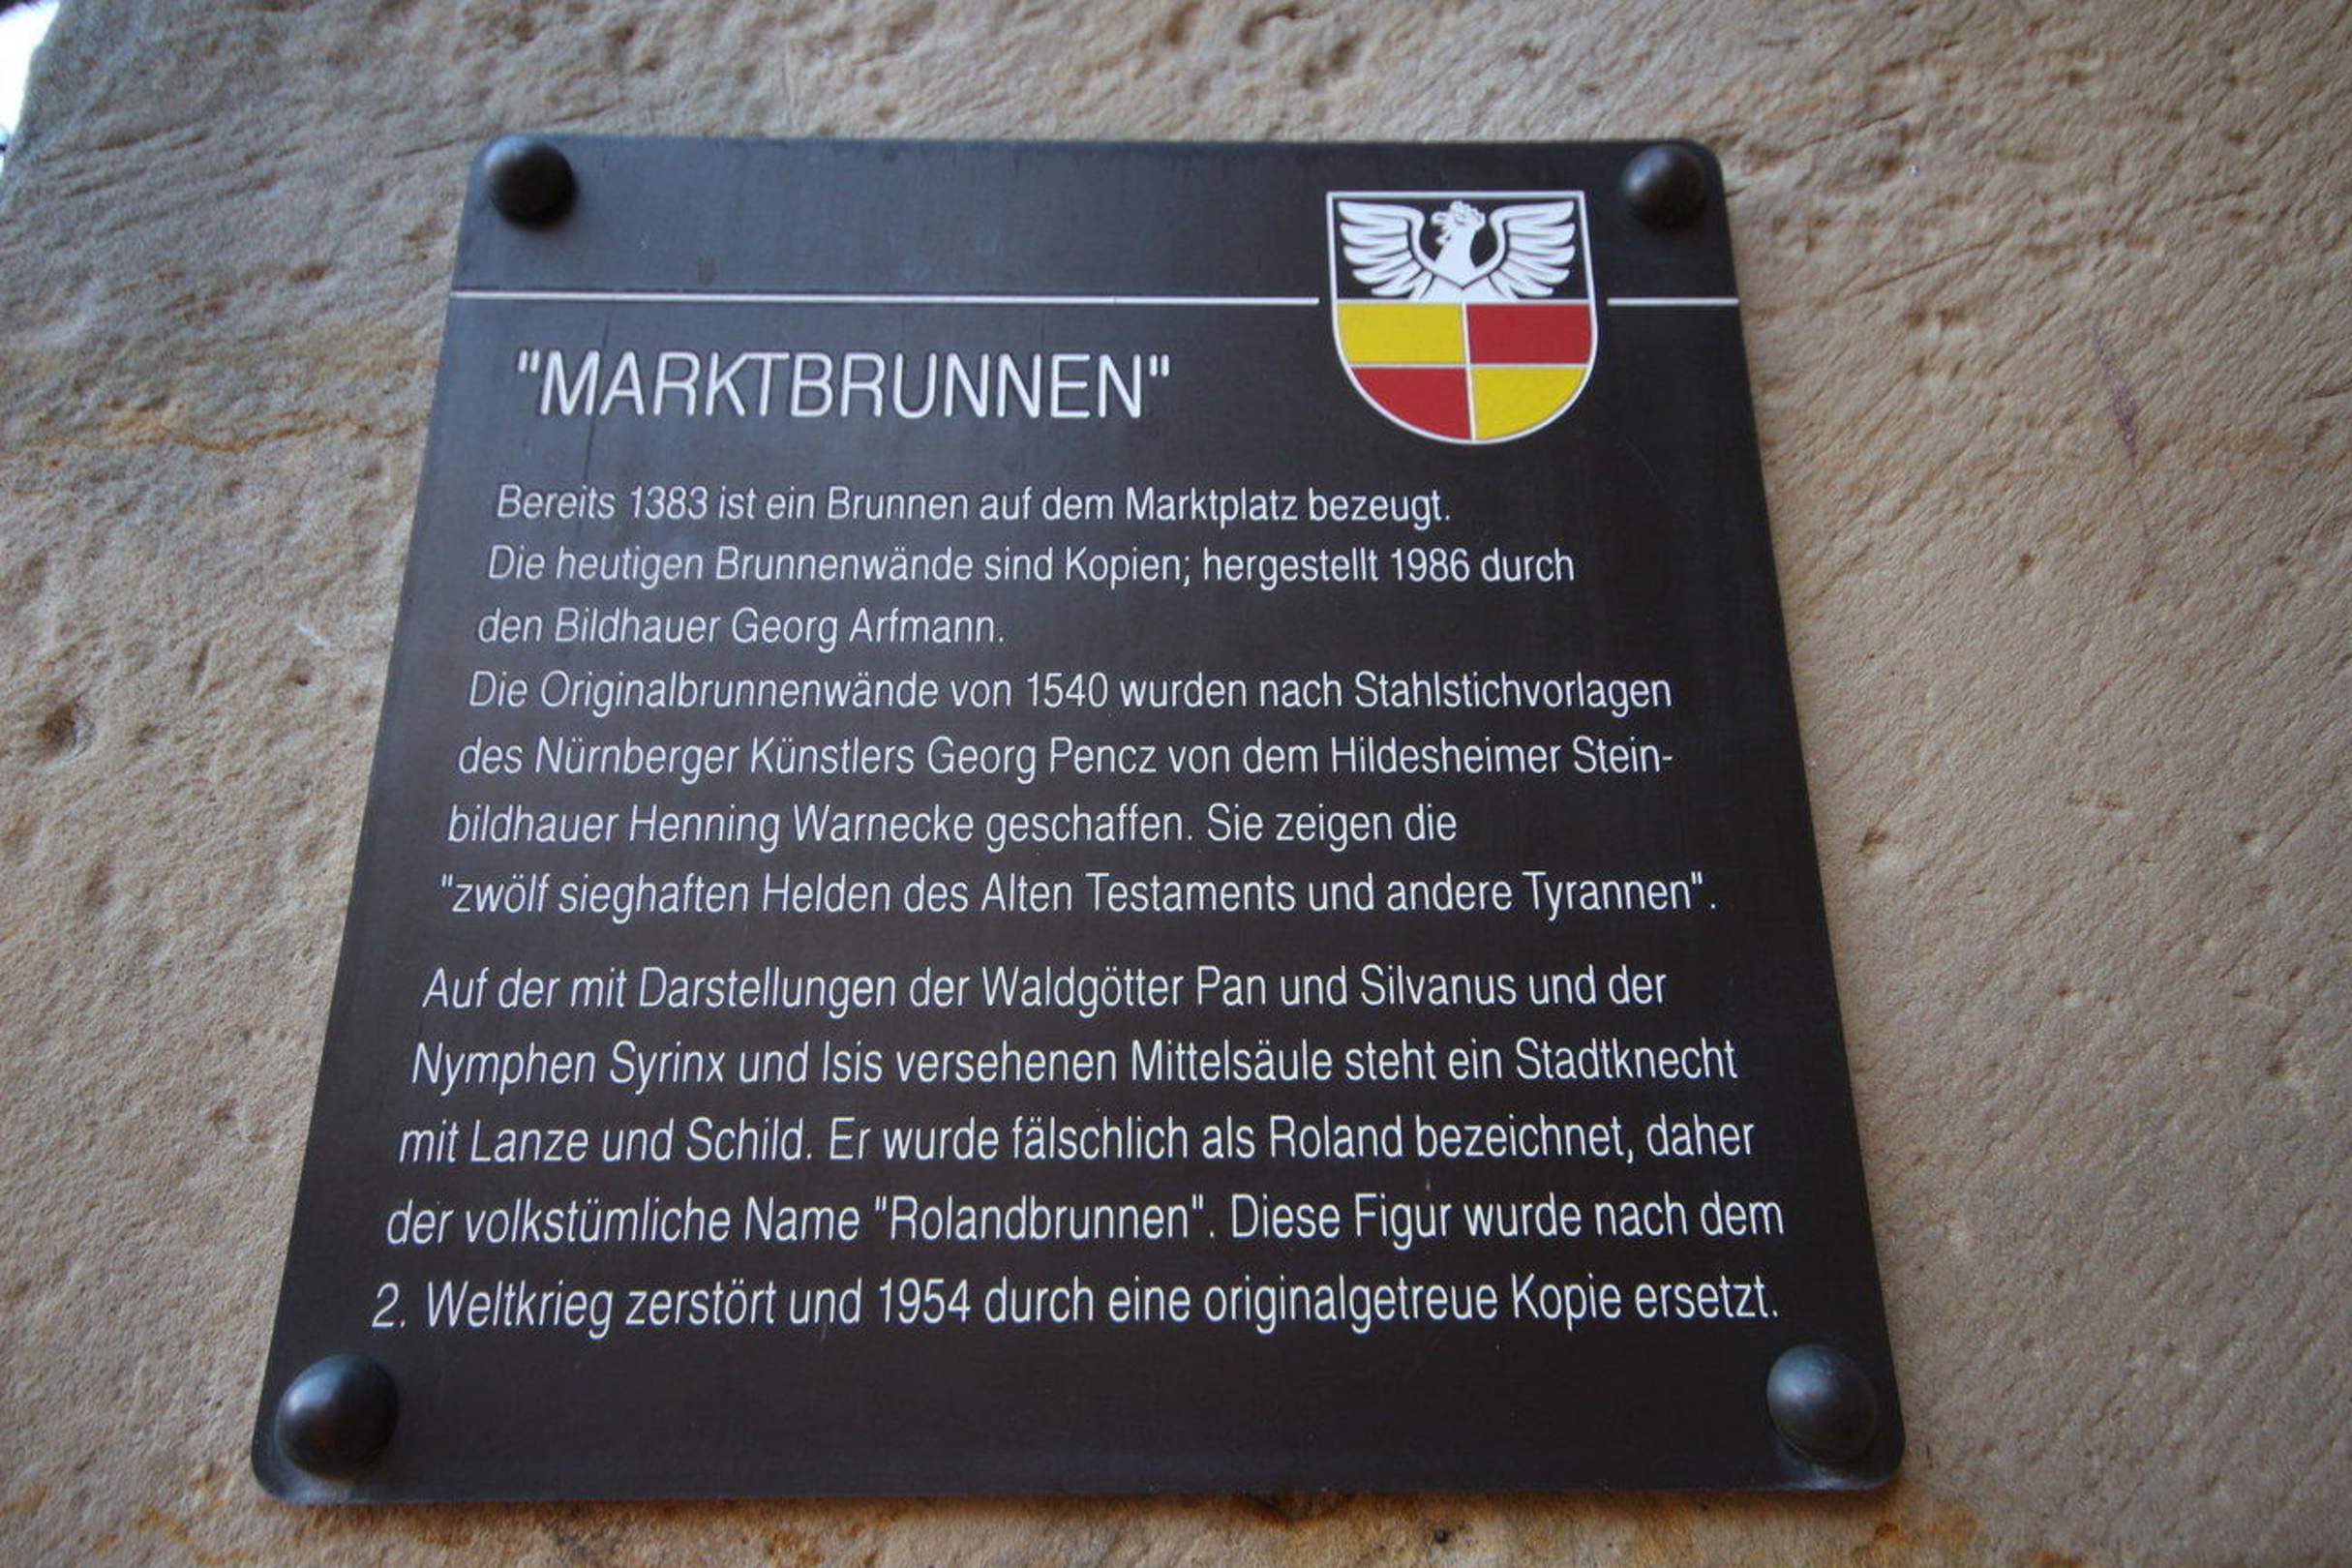 "MARKTBRUNNEN"
Bereits 1383 ist ein Brunnen auf dem Marktplatz bezeugt.
Die heutigen Brunnenwände sind Kopien; hergestellt 1986 durch
den Bildhauer Georg Arfmann.
Die Originalbrunnenwände von 1540 wurden nach Stahlstichvorlagen
des Nürnberger Künstlers Georg Pencz von dem Hildesheimer Stein-
bildhauer Henning Warnecke geschaffen. Sie zeigen die
"zwölf sieghaften Helden des Alten Testaments und andere Tyrannen".
Auf der mit Darstellungen der Waldgötter Pan und Silvanus und der
Nymphen Syrinx und Isis versehenen Mittelsäule steht ein Stadtknecht
mit Lanze und Schild. Er wurde fälschlich als Roland bezeichnet, daher
der volkstümliche Name "Rolandbrunnen". Diese Figur wurde nach dem
2. Weltkrieg zerstört und 1954 durch eine originalgetreue Kopie ersetzt.